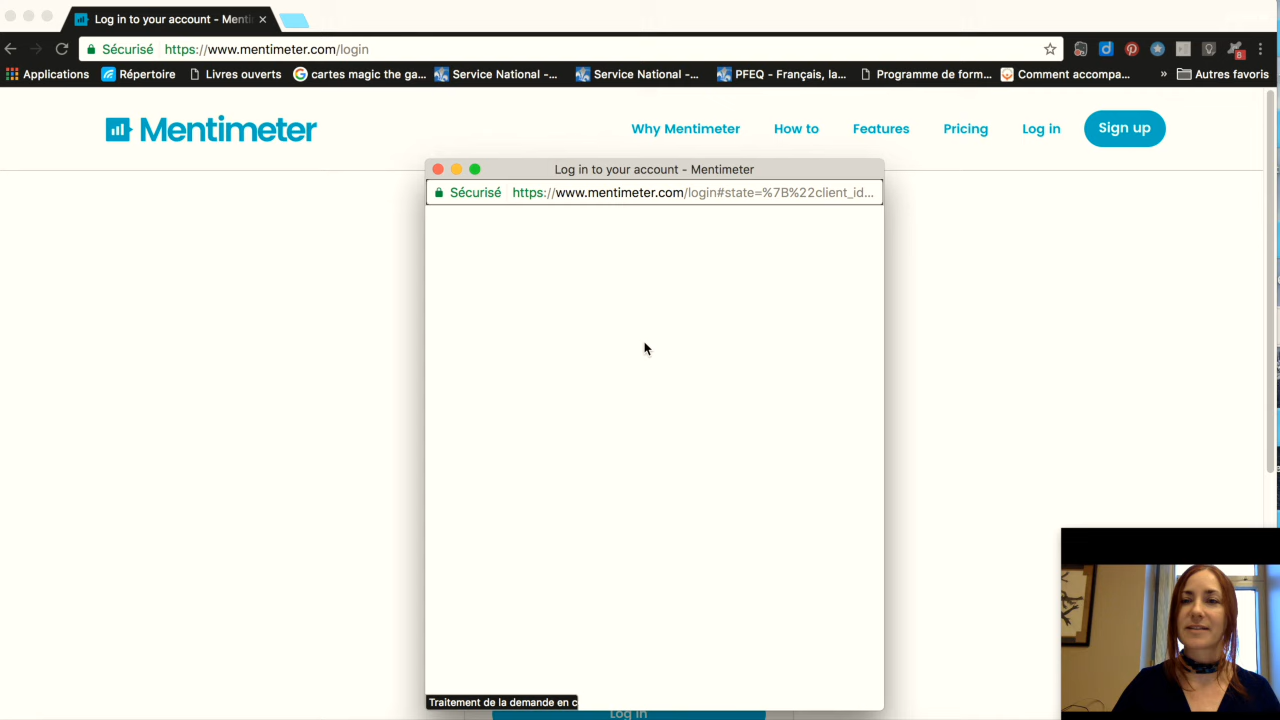 Log in to your account - Menti
Sécurisé https://www.mentimeter.com/login
Applications Répertoire Livres ouverts cartes magic the ga... Service National -... Service National -... PFEQ - Français, la... Programme de form... Comment accompa... » Autres favoris
Mentimeter Why Mentimeter How to Features Pricing Log in Sign up
Log in to your account - Mentimeter
Sécurisé https://www.mentimeter.com/login#state=%7B%22client_id...
Traitement de la demande en c
Log in